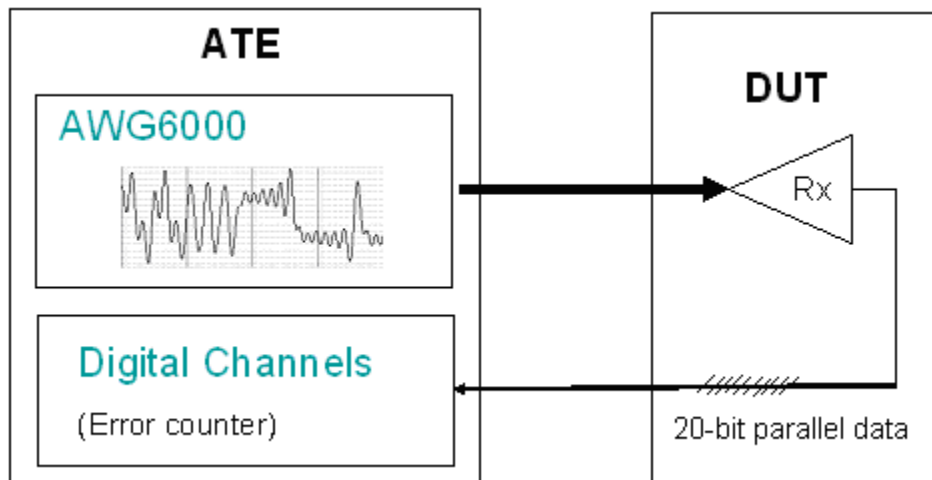 ATE
AWG6000
Digital Channels
(Error counter)
DUT
Rx
20-bit parallel data